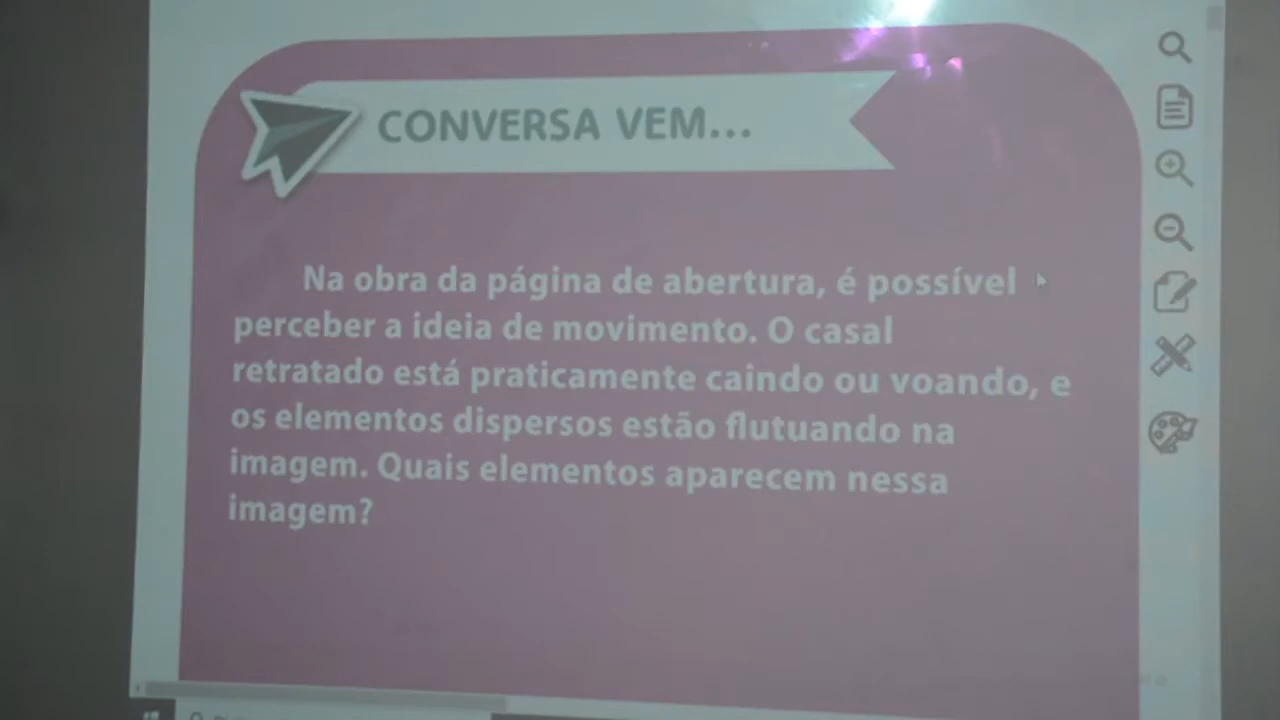 CONVERSA VEM...
Na obra da página de abertura, é possível
perceber a ideia de movimento. O casal
retratado está praticamente caindo ou voando, e
os elementos dispersos estão flutuando na
imagem. Quais elementos aparecem nessa
imagem?